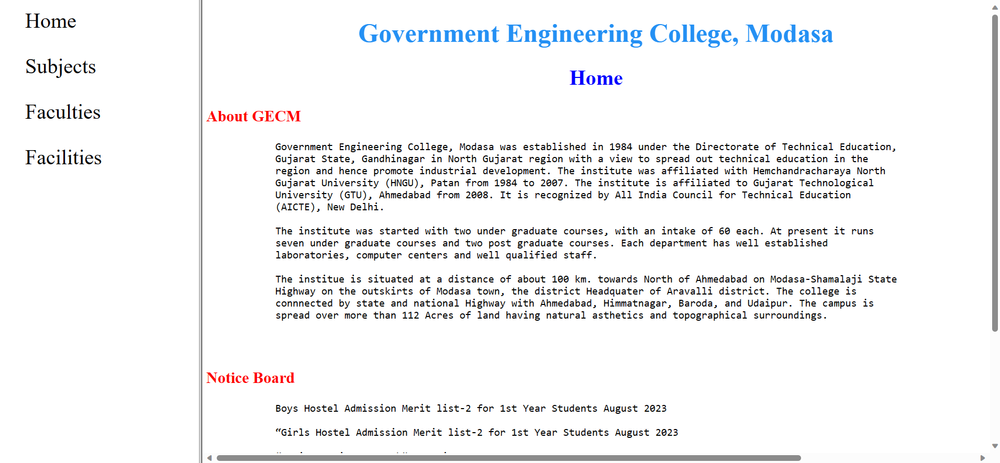 Home
Subjects
Faculties
Facilities
Government Engineering College, Modasa
Home
About GECM
Government Engineering College, Modasa was established in 1984 under the Directorate of Technical Education,
Gujarat State, Gandhinagar in North Gujarat region with a view to spread out technical education in the
region and hence promote industrial development. The institute was affiliated with Hemchandracharaya North
Gujarat University (HNGU), Patan from 1984 to 2007. The institute is affiliated to Gujarat Technological
University (GTU), Ahmedabad from 2008. It is recognized by All India Council for Technical Education
(AICTE), New Delhi.
The institute was started with two under graduate courses, with an intake of 60 each. At present it runs
seven under graduate courses and two post graduate courses. Each department has well established
laboratories, computer centers and well qualified staff.
The institue is situated at a distance of about 100 km. towards North of Ahmedabad on Modasa-Shamalaji State
Highway on the outskirts of Modasa town, the district Headquater of Aravalli district. The college is
connnected by state and national Highway with Ahmedabad, Himmatnagar, Baroda, and Udaipur. The campus is
spread over more than 112 Acres of land having natural asthetics and topographical surroundings.
Notice Board
Boys Hostel Admission Merit list-2 for 1st Year Students August 2023
“Girls Hostel Admission Merit list-2 for 1st Year Students August 2023